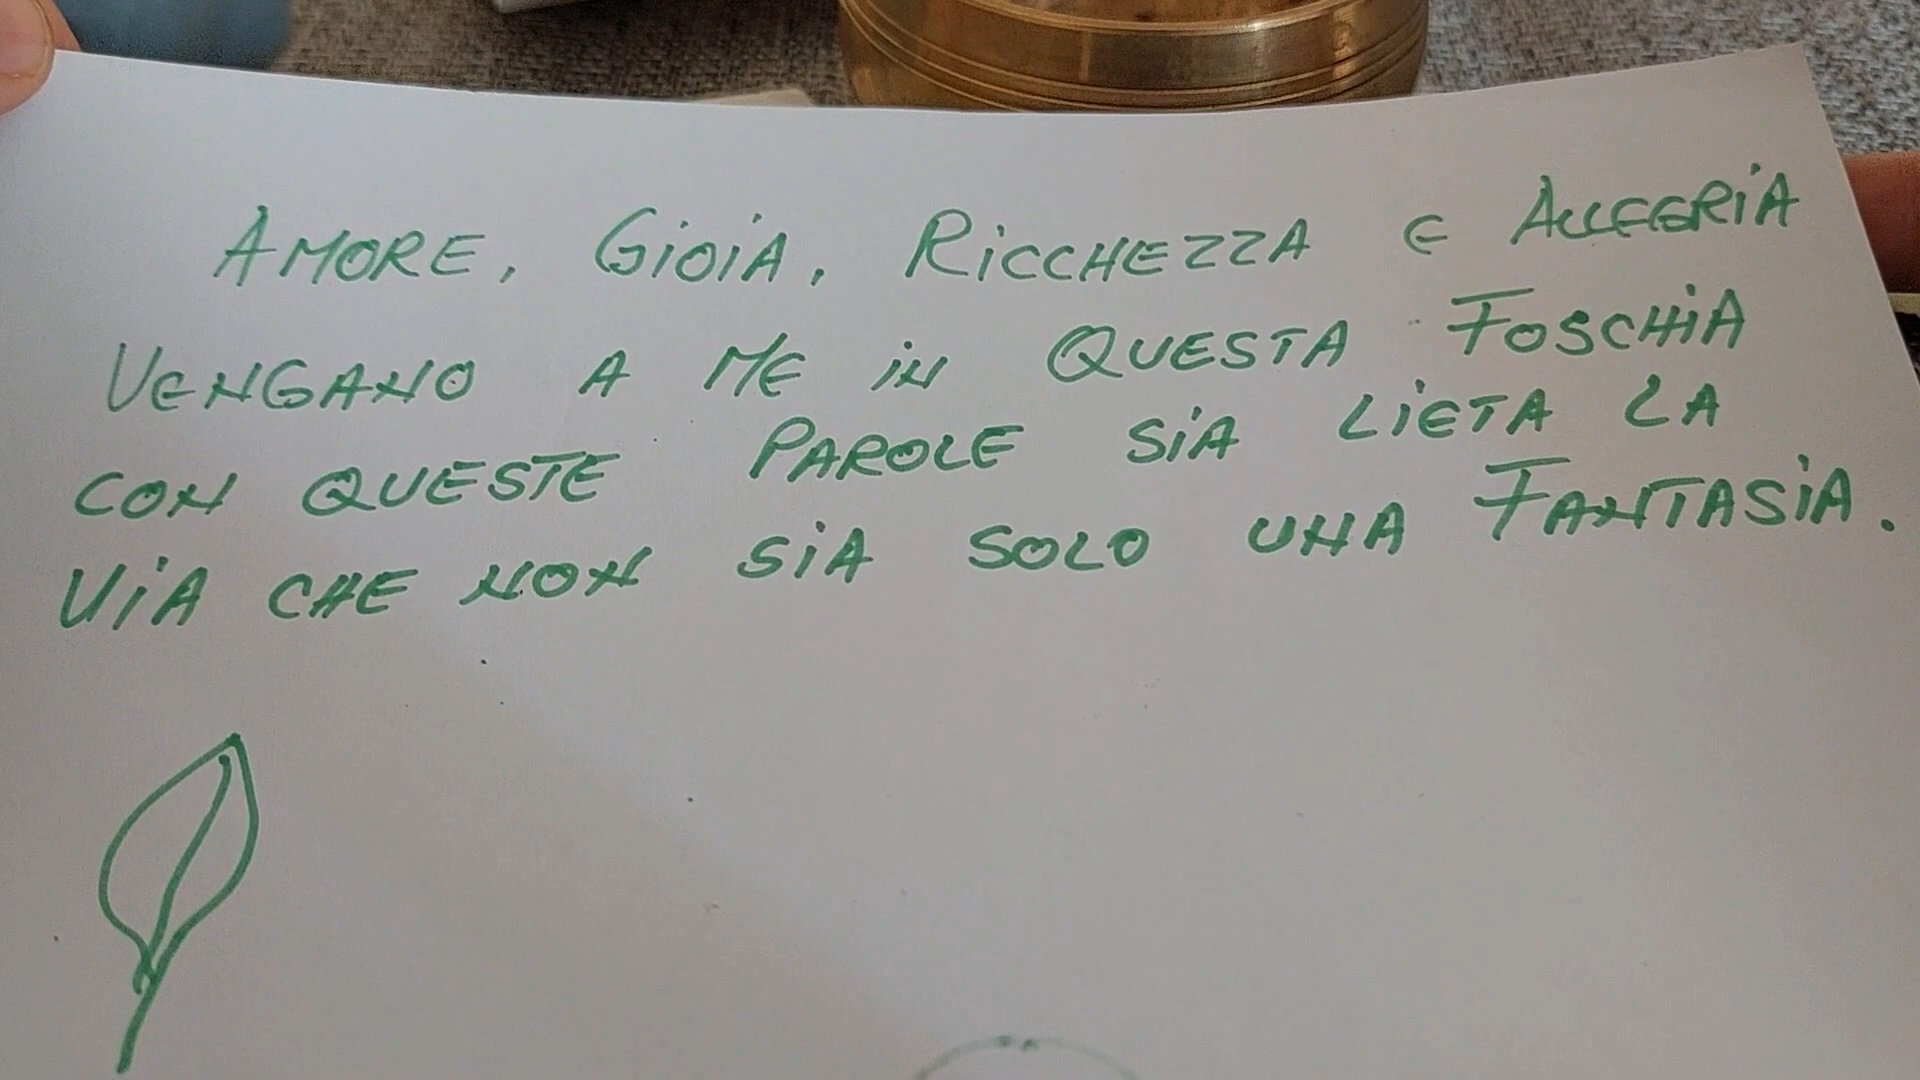 AMORE, GiOiA, RiCCHEZZA E ALLEGRiA
VENGANO A ME iN QUESTA FOSCHiA
CON QUESTE PAROLE SiA LiETA LA
ViA CHE NON SiA SOLO UNA FANTASiA.